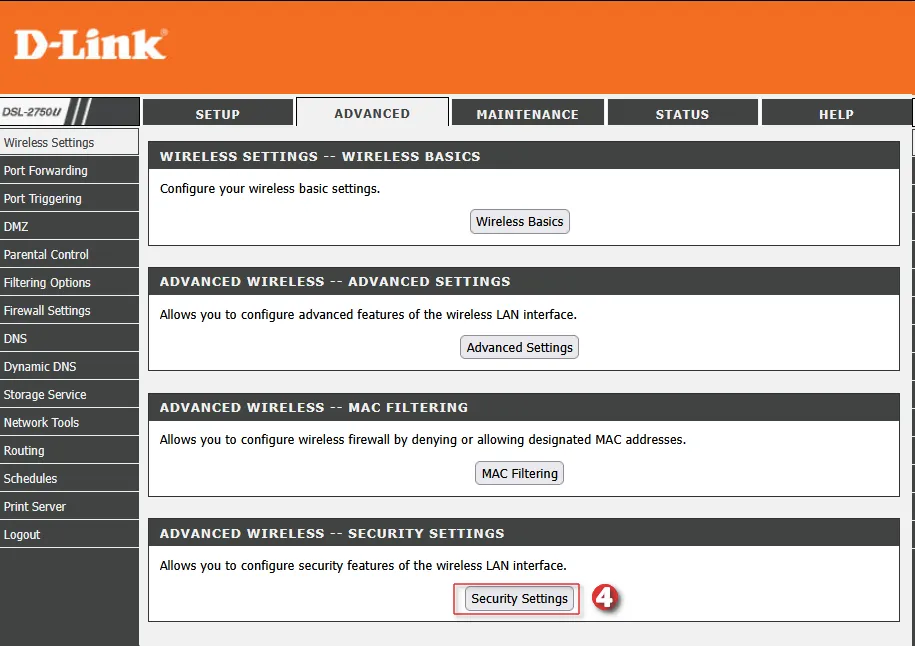 D-Link
DSL-2750U
SETUP
ADVANCED
MAINTENANCE
STATUS
HELP
Wireless Settings
Port Forwarding
Port Triggering
DMZ
Parental Control
Filtering Options
Firewall Settings
DNS
Dynamic DNS
Storage Service
Network Tools
Routing
Schedules
Print Server
Logout
WIRELESS SETTINGS -- WIRELESS BASICS
Configure your wireless basic settings.
Wireless Basics
ADVANCED WIRELESS -- ADVANCED SETTINGS
Allows you to configure advanced features of the wireless LAN interface.
Advanced Settings
ADVANCED WIRELESS -- MAC FILTERING
Allows you to configure wireless firewall by denying or allowing designated MAC addresses.
MAC Filtering
ADVANCED WIRELESS -- SECURITY SETTINGS
Allows you to configure security features of the wireless LAN interface.
Security Settings
4